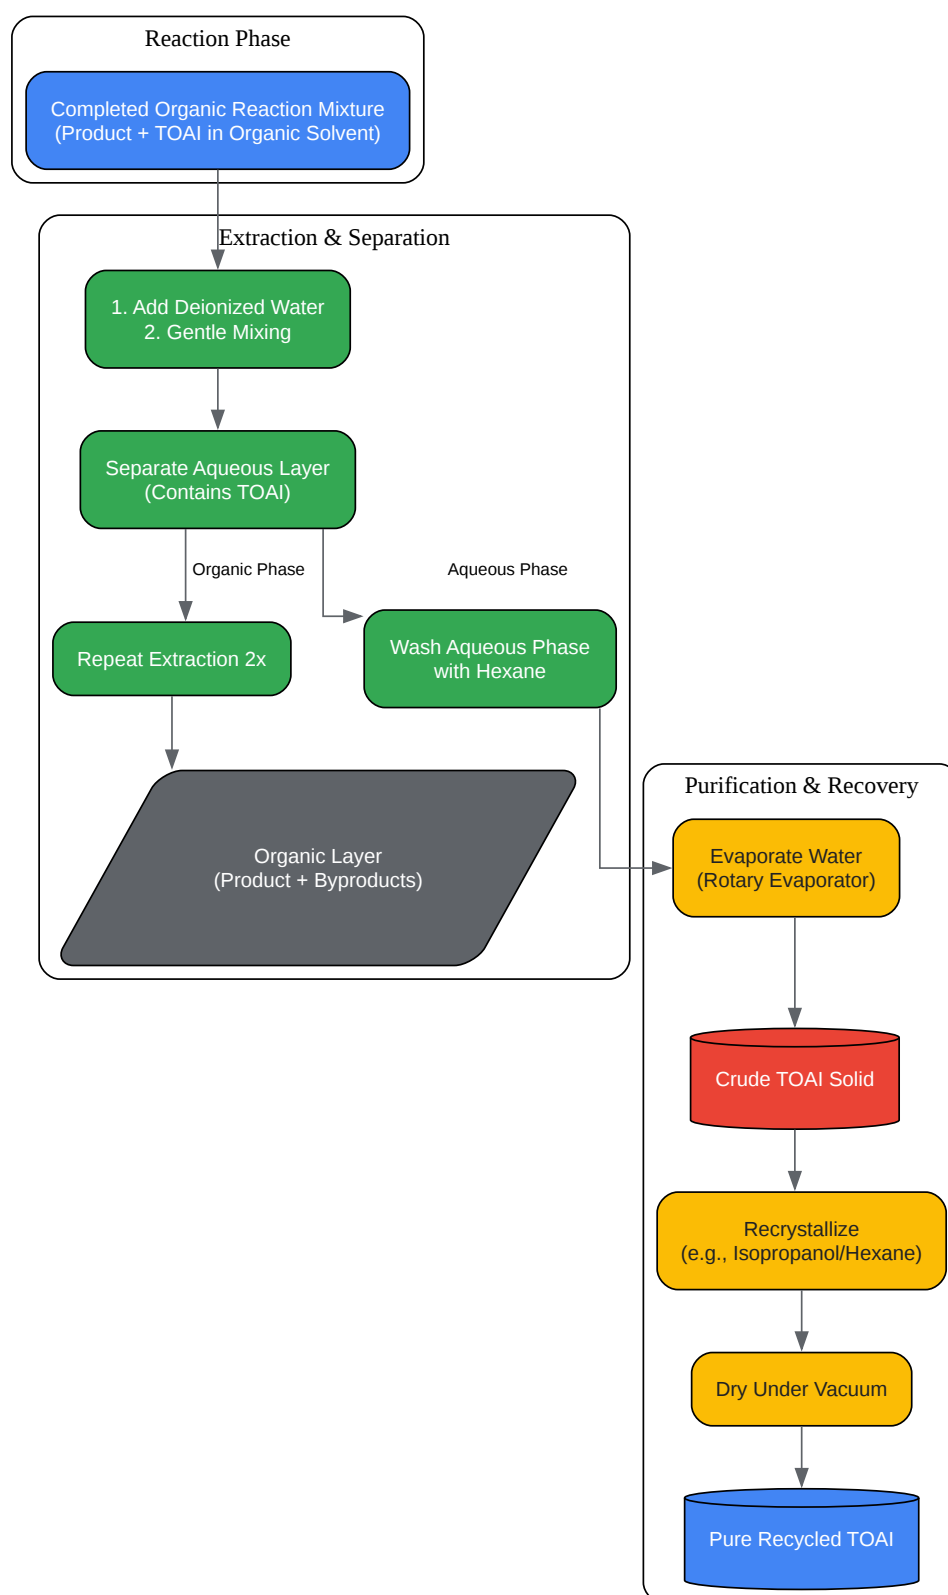 Reaction Phase
Completed Organic Reaction Mixture
(Product + TOAI in Organic Solvent)
Extraction & Separation
1. Add Deionized Water
2. Gentle Mixing
Separate Aqueous Layer
(Contains TOAI)
Organic Phase
Aqueous Phase
Repeat Extraction 2x
Wash Aqueous Phase
with Hexane
Organic Layer
(Product + Byproducts)
Purification & Recovery
Evaporate Water
(Rotary Evaporator)
Crude TOAI Solid
Recrystallize
(e.g., Isopropanol/Hexane)
Dry Under Vacuum
Pure Recycled TOAI